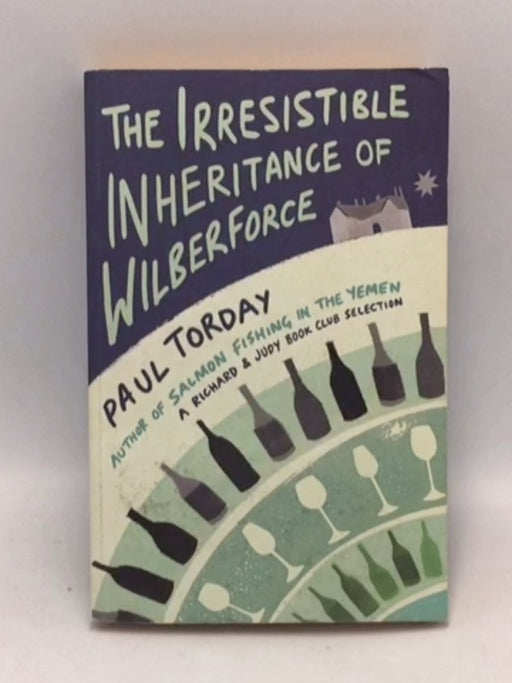 THE IRRESISTIBLE
INHERITANCE OF
WILBERFORCE
PAUL TORDAY
AUTHOR OF SALMON FISHING IN THE YEMEN
A RICHARD & JUDY BOOK CLUB SELECTION